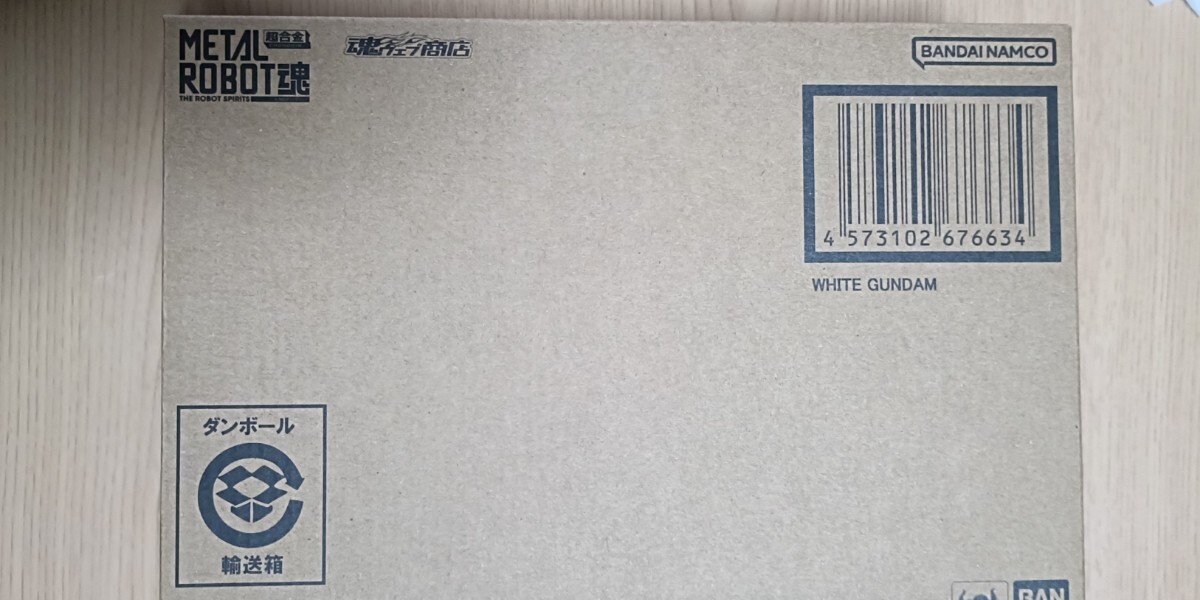 METAL 超合金
ROBOT魂
THE ROBOT SPIRITS
魂ウェブ商店
BANDAI NAMCO
4 573102 676634
WHITE GUNDAM
ダンボール
輸送箱
BAN